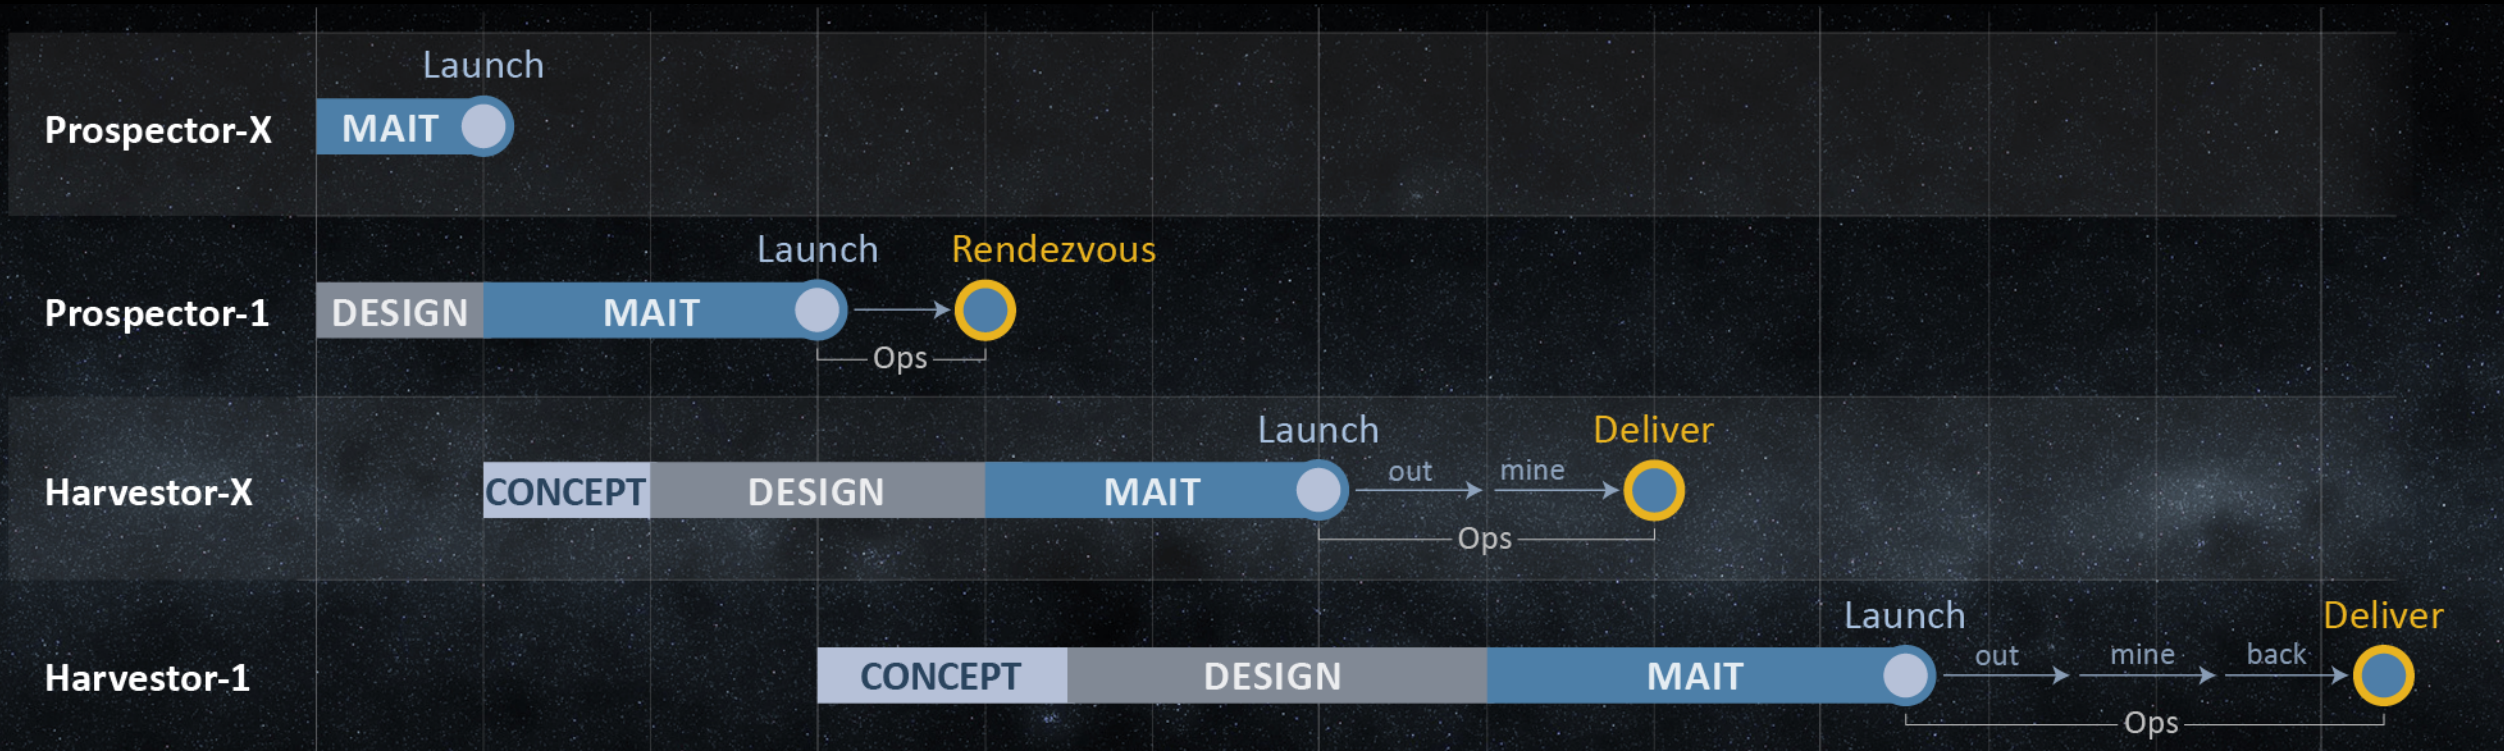 Launch
Prospector-X
MAIT
Launch
Rendezvous
Prospector-1
DESIGN
MAIT
Ops
Launch
Deliver
Harvestor-X
CONCEPT
DESIGN
MAIT
out
mine
Ops
Launch
Deliver
Harvestor-1
CONCEPT
DESIGN
MAIT
out
mine
back
Ops